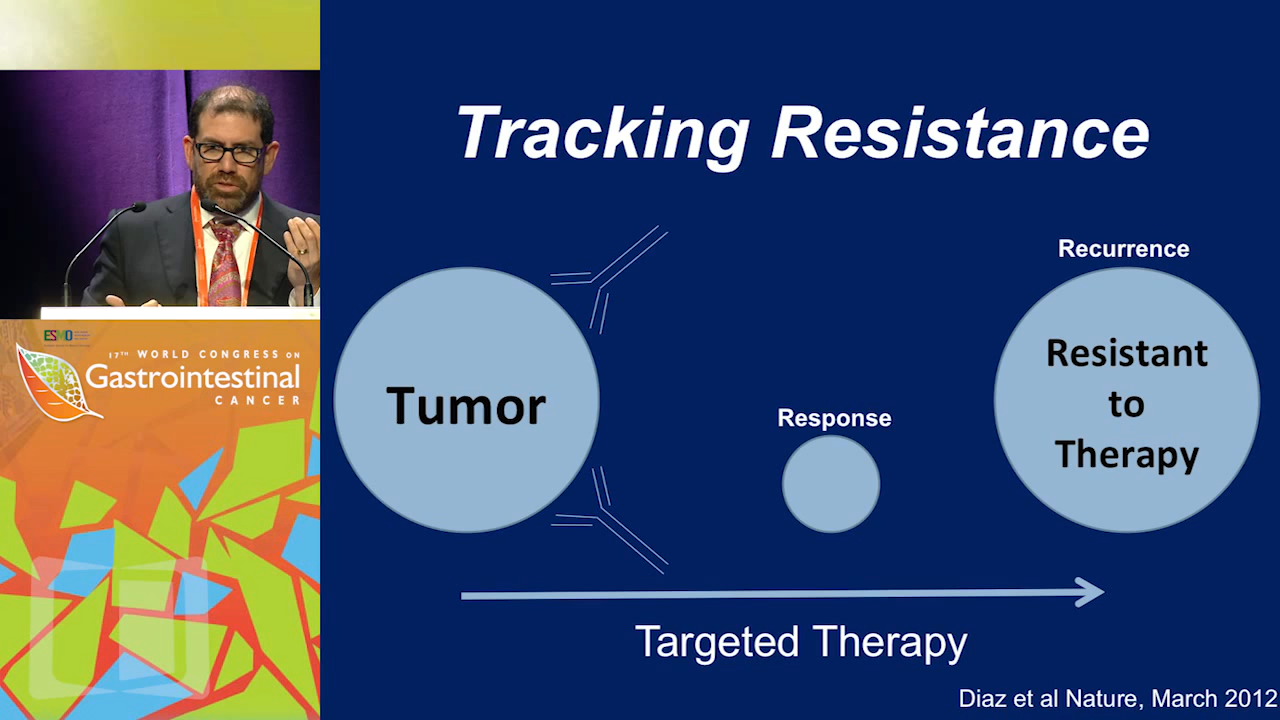 Tracking Resistance
Recurrence
Tumor
Response
Resistant
to
Therapy
Targeted Therapy
Diaz et al Nature, March 2012
ESMO
17TH WORLD CONGRESS ON
Gastrointestinal
CANCER